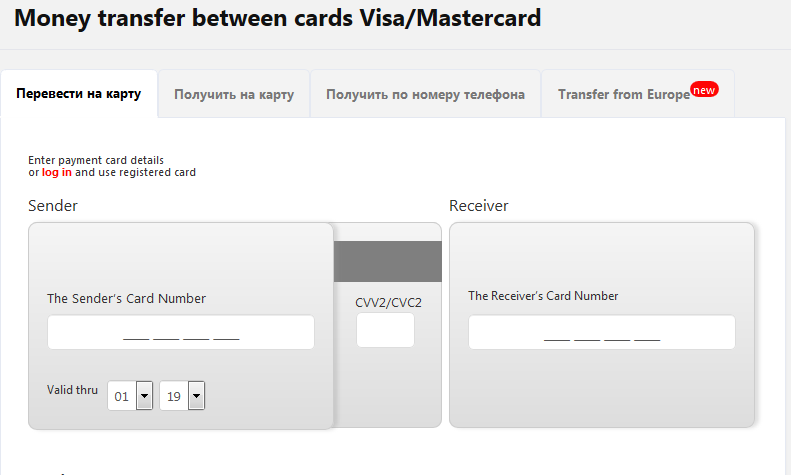 Money transfer between cards Visa/Mastercard
Перевести на карту
Получить на карту
Получить по номеру телефона
Transfer from Europe new
Enter payment card details
or log in and use registered card
Sender
Receiver
The Sender's Card Number
CVV2/CVC2
The Receiver's Card Number
____ ____ ____ ____
____ ____ ____ ____
Valid thru 01 19